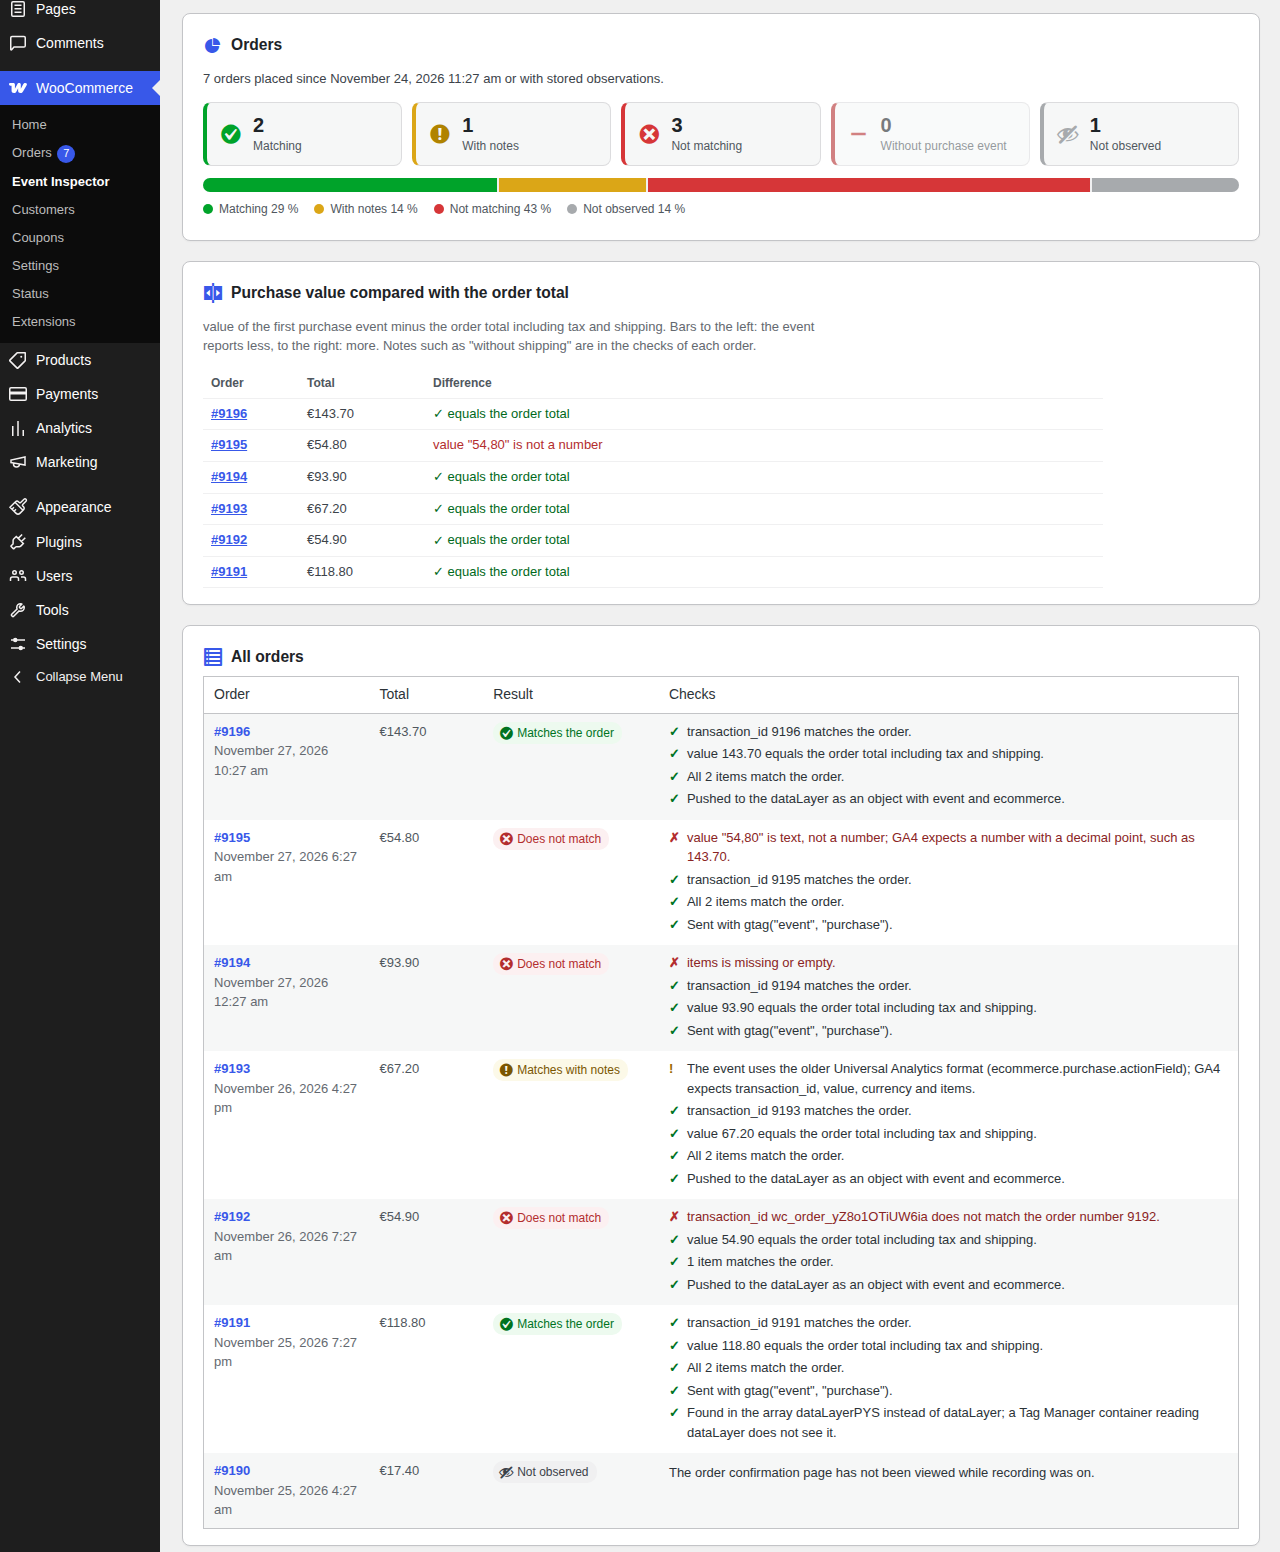 Pages
Comments
WooCommerce
Home
Orders 7
Event Inspector
Customers
Coupons
Settings
Status
Extensions
Products
Payments
Analytics
Marketing
Appearance
Plugins
Users
Tools
Settings
Collapse Menu
Orders
7 orders placed since November 24, 2026 11:27 am or with stored observations.
2
Matching
1
With notes
3
Not matching
0
Without purchase event
1
Not observed
Matching 29 % With notes 14 % Not matching 43 % Not observed 14 %
Purchase value compared with the order total
value of the first purchase event minus the order total including tax and shipping. Bars to the left: the event
reports less, to the right: more. Notes such as "without shipping" are in the checks of each order.
Order Total Difference
#9196 €143.70 ✓ equals the order total
#9195 €54.80 value "54,80" is not a number
#9194 €93.90 ✓ equals the order total
#9193 €67.20 ✓ equals the order total
#9192 €54.90 ✓ equals the order total
#9191 €118.80 ✓ equals the order total
All orders
Order Total Result Checks
#9196 €143.70 Matches the order ✓ transaction_id 9196 matches the order.
November 27, 2026 ✓ value 143.70 equals the order total including tax and shipping.
10:27 am ✓ All 2 items match the order.
✓ Pushed to the dataLayer as an object with event and ecommerce.
#9195 €54.80 Does not match ✗ value "54,80" is text, not a number; GA4 expects a number with a decimal point, such as
November 27, 2026 6:27 143.70.
am ✓ transaction_id 9195 matches the order.
✓ All 2 items match the order.
✓ Sent with gtag("event", "purchase").
#9194 €93.90 Does not match ✗ items is missing or empty.
November 27, 2026 ✓ transaction_id 9194 matches the order.
12:27 am ✓ value 93.90 equals the order total including tax and shipping.
✓ Sent with gtag("event", "purchase").
#9193 €67.20 Matches with notes ! The event uses the older Universal Analytics format (ecommerce.purchase.actionField); GA4
November 26, 2026 4:27 expects transaction_id, value, currency and items.
pm ✓ transaction_id 9193 matches the order.
✓ value 67.20 equals the order total including tax and shipping.
✓ All 2 items match the order.
✓ Pushed to the dataLayer as an object with event and ecommerce.
#9192 €54.90 Does not match ✗ transaction_id wc_order_yZ8o1OTiUW6ia does not match the order number 9192.
November 26, 2026 7:27 ✓ value 54.90 equals the order total including tax and shipping.
am ✓ 1 item matches the order.
✓ Pushed to the dataLayer as an object with event and ecommerce.
#9191 €118.80 Matches the order ✓ transaction_id 9191 matches the order.
November 25, 2026 7:27 ✓ value 118.80 equals the order total including tax and shipping.
pm ✓ All 2 items match the order.
✓ Sent with gtag("event", "purchase").
✓ Found in the array dataLayerPYS instead of dataLayer; a Tag Manager container reading
dataLayer does not see it.
#9190 €17.40 Not observed The order confirmation page has not been viewed while recording was on.
November 25, 2026 4:27
am